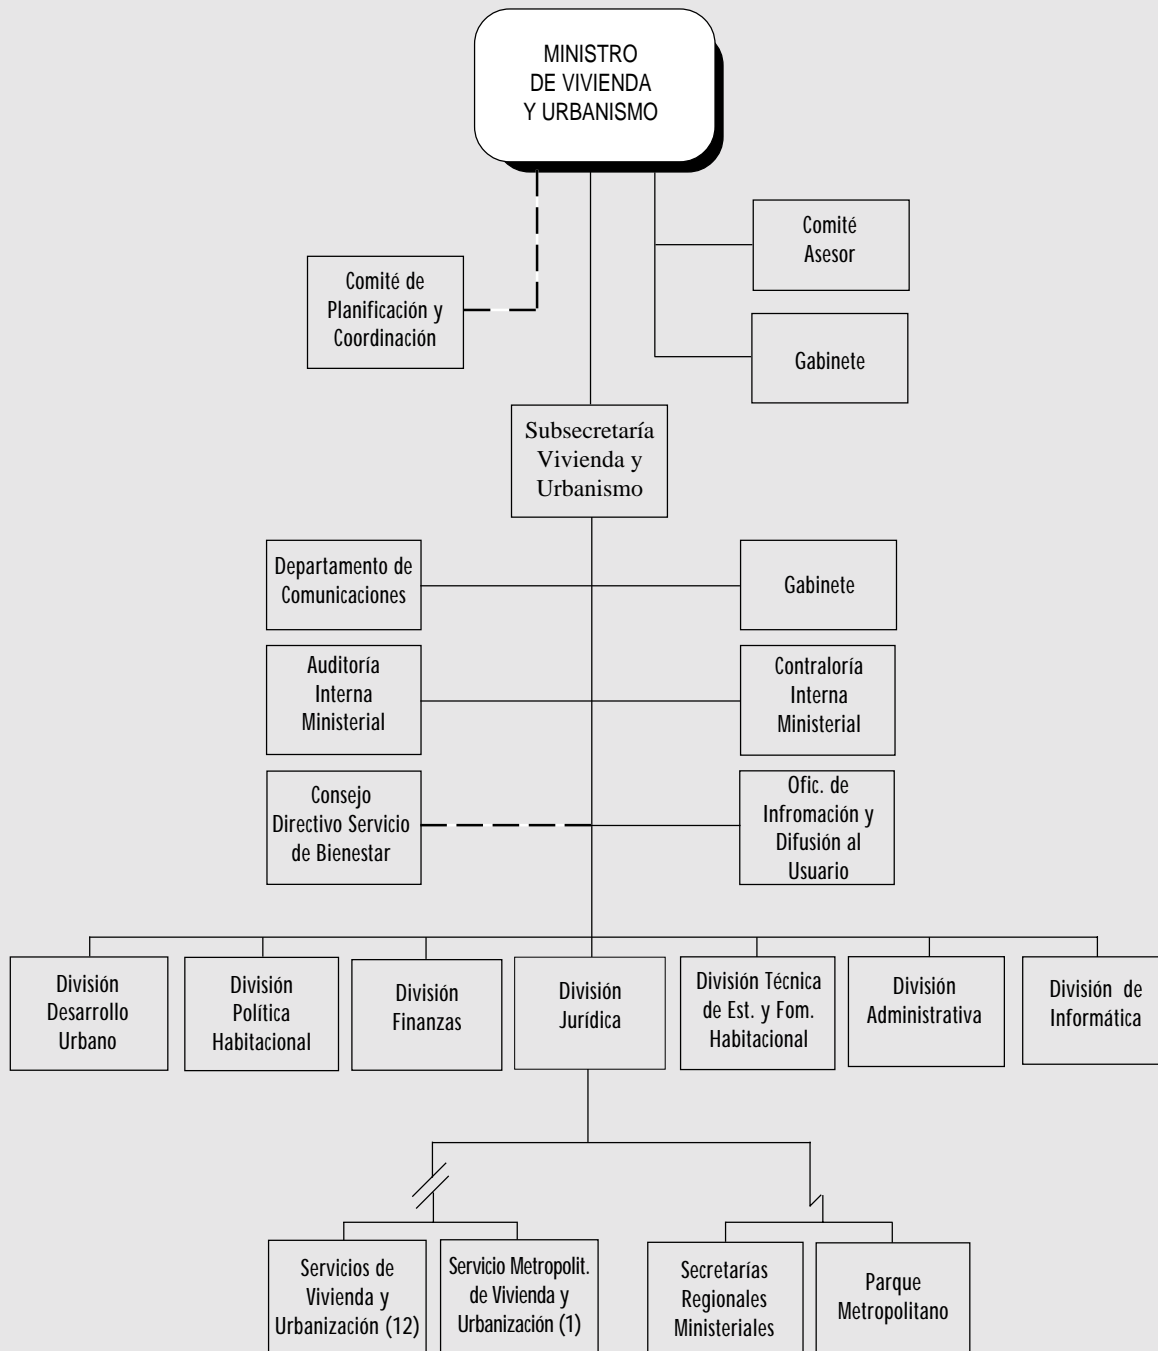 MINISTRO
DE VIVIENDA
Y URBANISMO
Comité
Asesor
Comité de
Planificación y
Coordinación
Gabinete
Subsecretaría
Vivienda y
Urbanismo
Departamento de
Comunicaciones
Gabinete
Auditoría
Interna
Ministerial
Contraloría
Interna
Ministerial
Consejo
Directivo Servicio
de Bienestar
Ofic. de
Infromación y
Difusión al
Usuario
División
Desarrollo
Urbano
División
Política
Habitacional
División
Finanzas
División
Jurídica
División Técnica
de Est. y Fom.
Habitacional
División
Administrativa
División de
Informática
Servicios de
Vivienda y
Urbanización (12)
Servicio Metropolit.
de Vivienda y
Urbanización (1)
Secretarías
Regionales
Ministeriales
Parque
Metropolitano